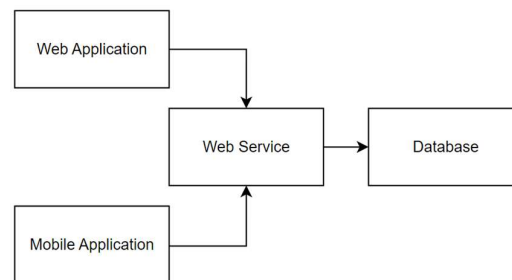 Web Application
Web Service
Database
Mobile Application